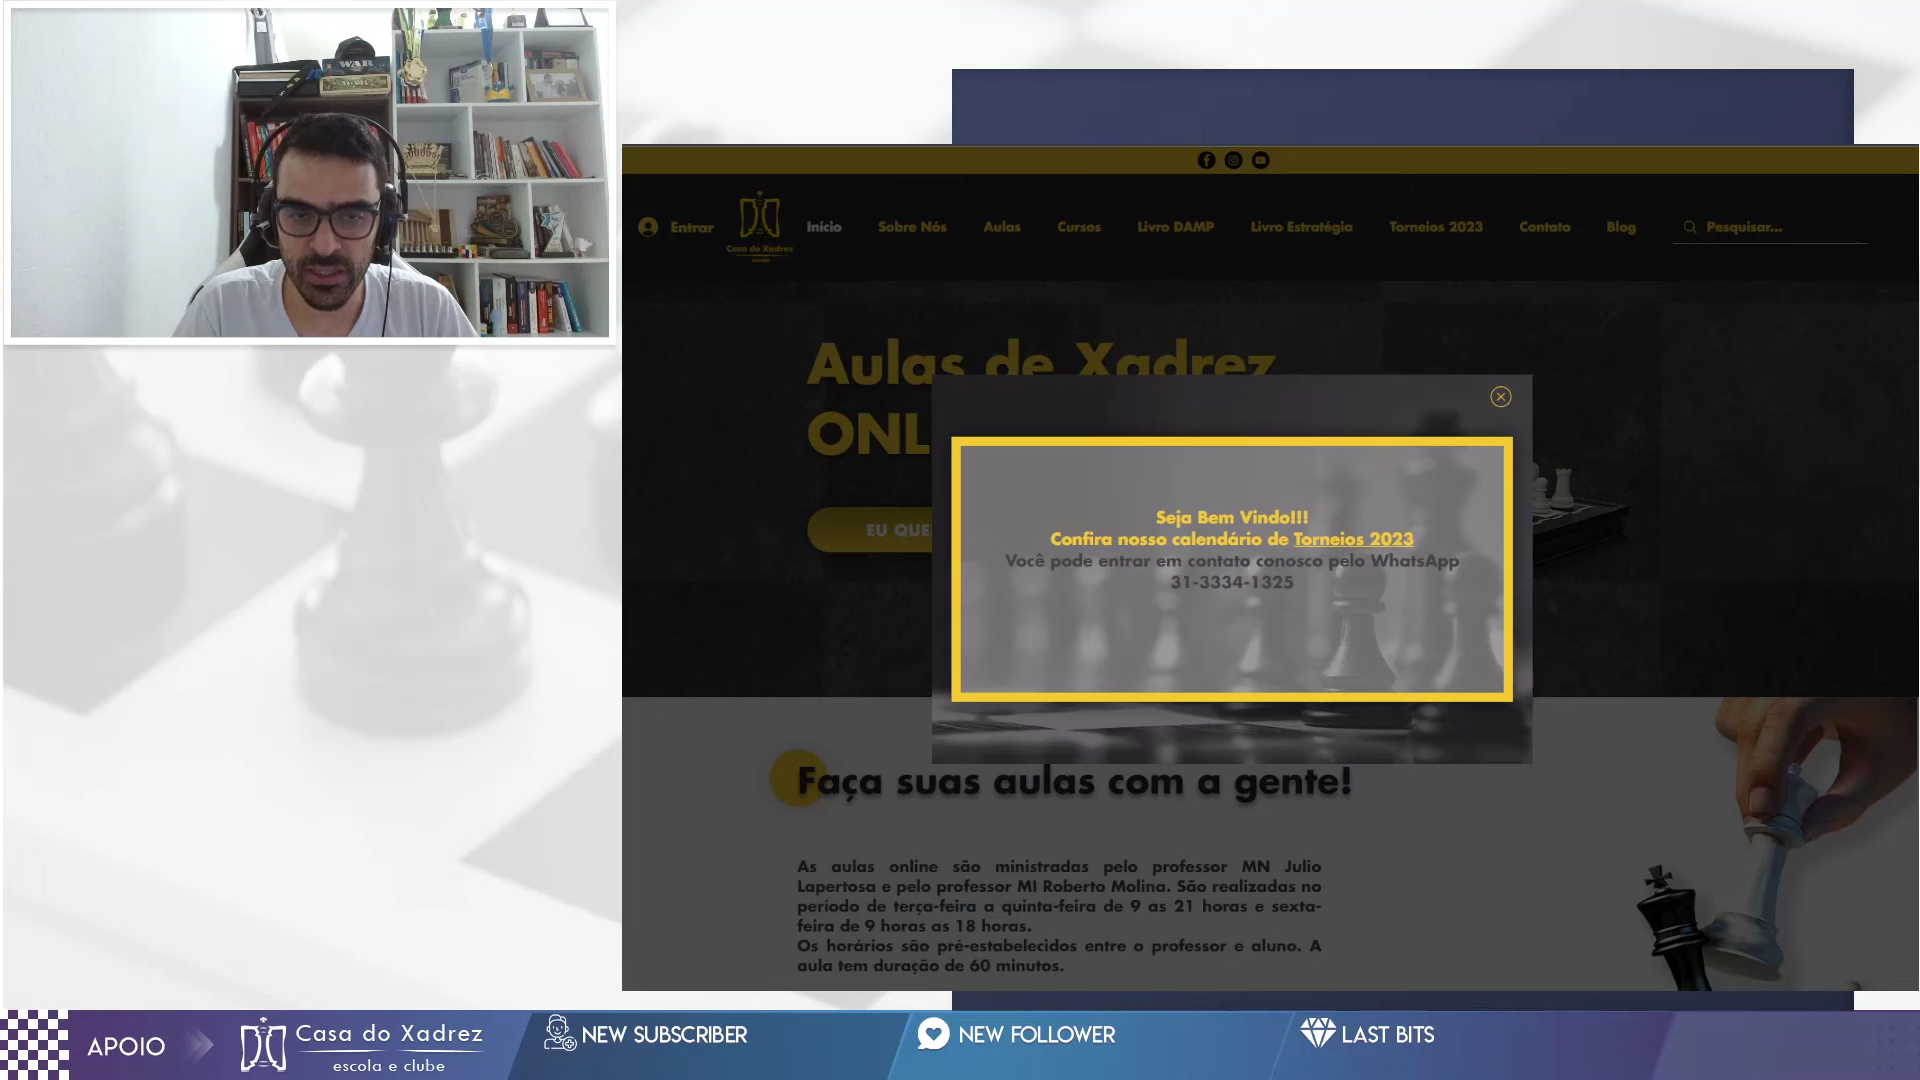 WAR
Entrar
Casa do Xadrez
escola
Início
Sobre Nós
Aulas
Cursos
Livro DAMP
Livro Estratégia
Torneios 2023
Contato
Blog
Pesquisar...
Aulas de Xadrez
ONL
EU QUE
Seja Bem Vindo!!!
Confira nosso calendário de Torneios 2023
Você pode entrar em contato conosco pelo WhatsApp
31-3334-1325
Faça suas aulas com a gente!
As aulas online são ministradas pelo professor MN Julio
Lapertosa e pelo professor MI Roberto Molina. São realizadas no
período de terça-feira a quinta-feira de 9 as 21 horas e sexta-
feira de 9 horas as 18 horas.
Os horários são pré-estabelecidos entre o professor e aluno. A
aula tem duração de 60 minutos.
APOIO
Casa do Xadrez
escola e clube
NEW SUBSCRIBER
NEW FOLLOWER
LAST BITS